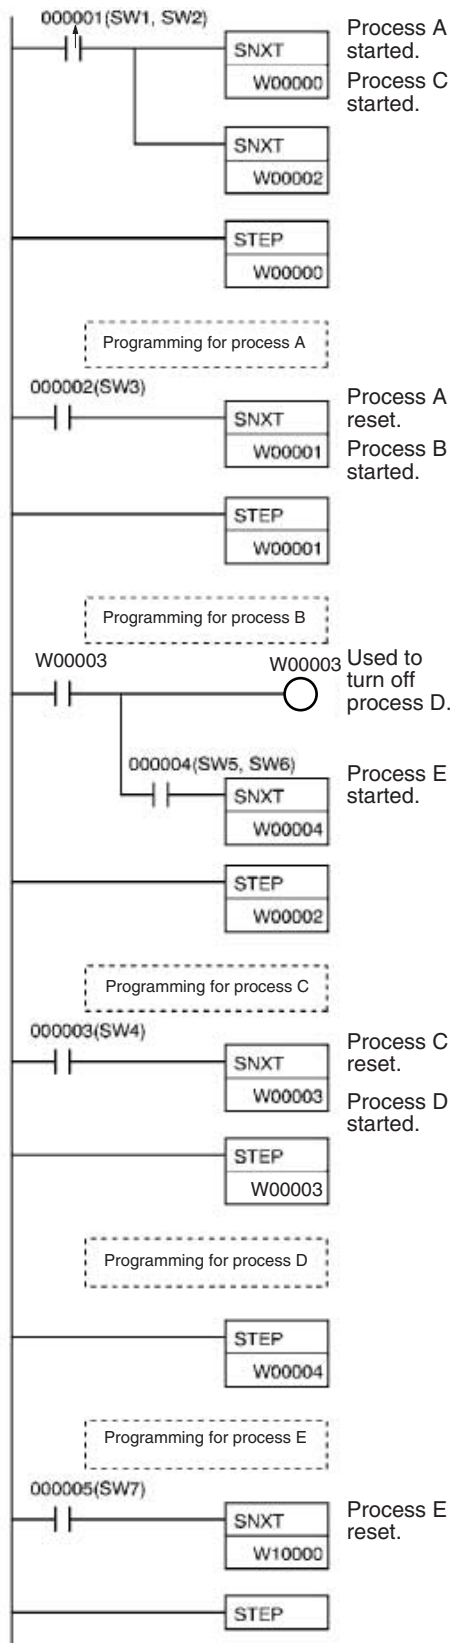 000001(SW1, SW2)
SNXT
W00000
Process A
started.
Process C
started.
SNXT
W00002
STEP
W00000
Programming for process A
000002(SW3)
SNXT
W00001
Process A
reset.
Process B
started.
STEP
W00001
Programming for process B
W00003
W00003
Used to
turn off
process D.
000004(SW5, SW6)
SNXT
W00004
Process E
started.
STEP
W00002
Programming for process C
000003(SW4)
SNXT
W00003
Process C
reset.
Process D
started.
STEP
W00003
Programming for process D
STEP
W00004
Programming for process E
000005(SW7)
SNXT
W10000
Process E
reset.
STEP